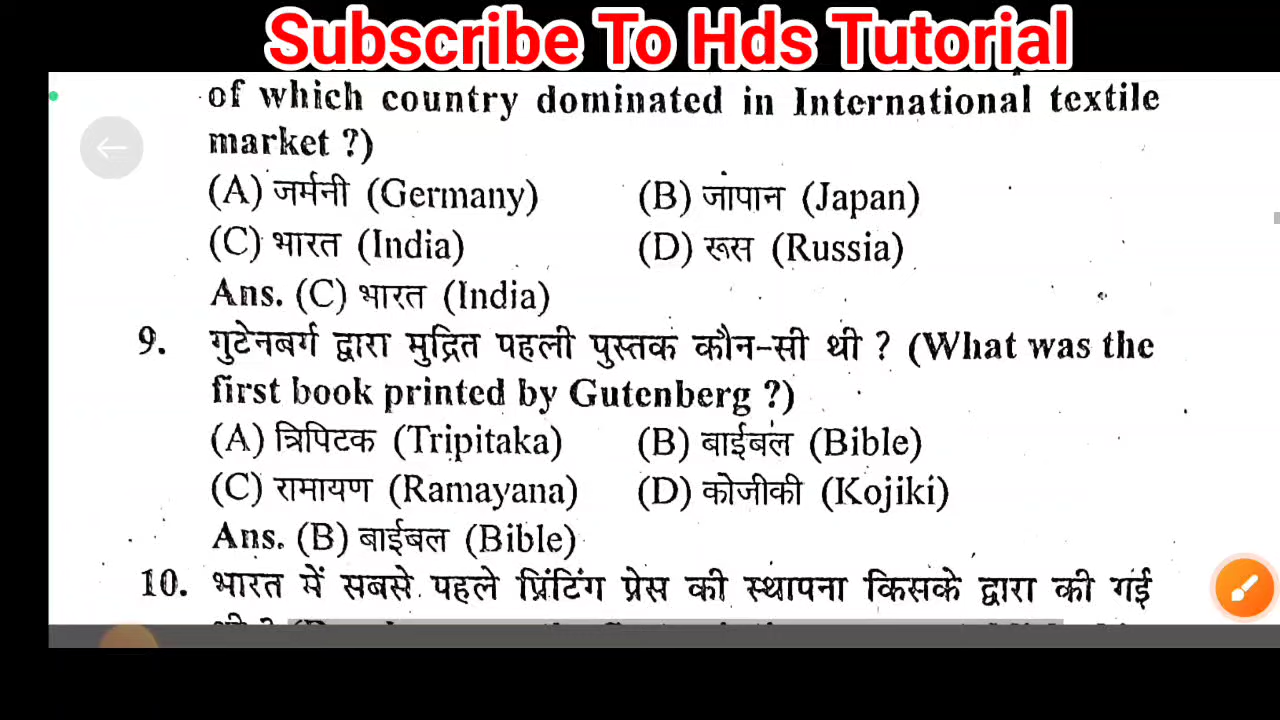 Subscribe To Hds Tutorial
of which country dominated in International textile
market ?)
(A) जर्मनी (Germany) (B) जापान (Japan)
(C) भारत (India) (D) रूस (Russia)
Ans. (C) भारत (India)
9. गुटेनबर्ग द्वारा मुद्रित पहली पुस्तक कौन-सी थी ? (What was the
first book printed by Gutenberg ?)
(A) त्रिपिटक (Tripitaka) (B) बाईबल (Bible)
(C) रामायण (Ramayana) (D) कोजीकी (Kojiki)
Ans. (B) बाईबल (Bible)
10. भारत में सबसे पहले प्रिंटिंग प्रेस की स्थापना किसके द्वारा की गई